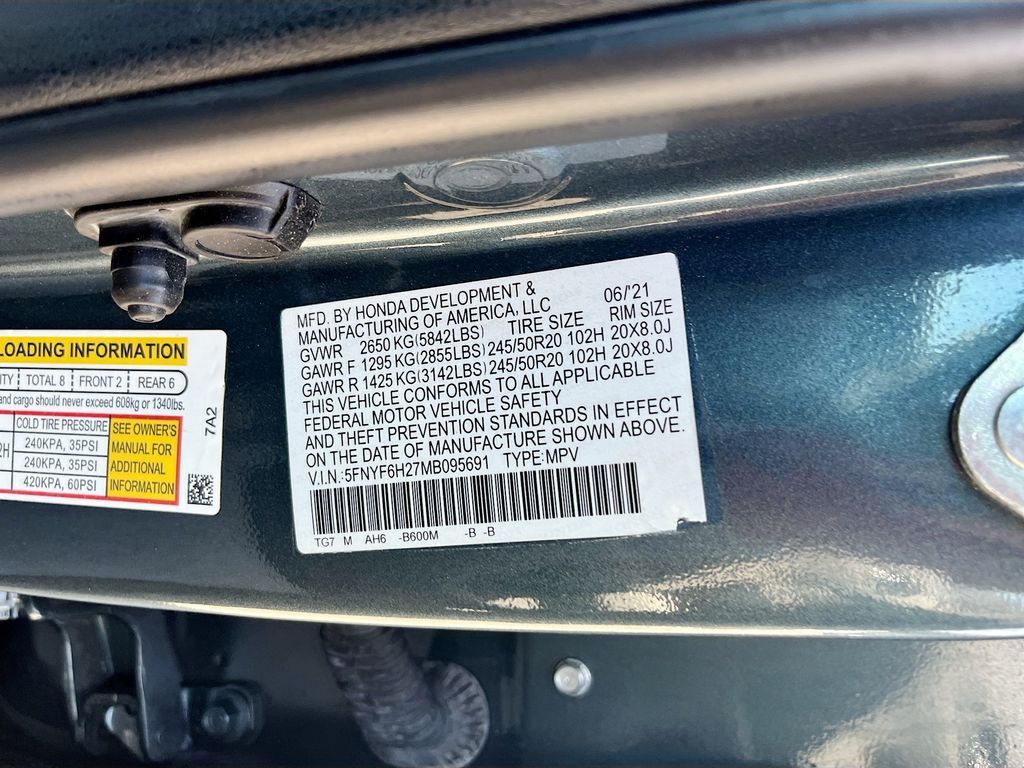 MFD. BY HONDA DEVELOPMENT & 06/'21
MANUFACTURING OF AMERICA, LLC
GVWR 2650 KG(5842LBS) TIRE SIZE RIM SIZE
GAWR F 1295 KG(2855LBS) 245/50R20 102H 20X8.0J
GAWR R 1425 KG(3142LBS) 245/50R20 102H 20X8.0J
THIS VEHICLE CONFORMS TO ALL APPLICABLE
FEDERAL MOTOR VEHICLE SAFETY
AND THEFT PREVENTION STANDARDS IN EFFECT
ON THE DATE OF MANUFACTURE SHOWN ABOVE.
V.I.N.:5FNYF6H27MB095691 TYPE:MPV
TG7 M AH6 -B600M -B -B
LOADING INFORMATION
TOTAL 8 FRONT 2 REAR 6
and cargo should never exceed 608kg or 1340lbs.
COLD TIRE PRESSURE
240KPA, 35PSI
240KPA, 35PSI
420KPA, 60PSI
SEE OWNER'S
MANUAL FOR
ADDITIONAL
INFORMATION
7A2